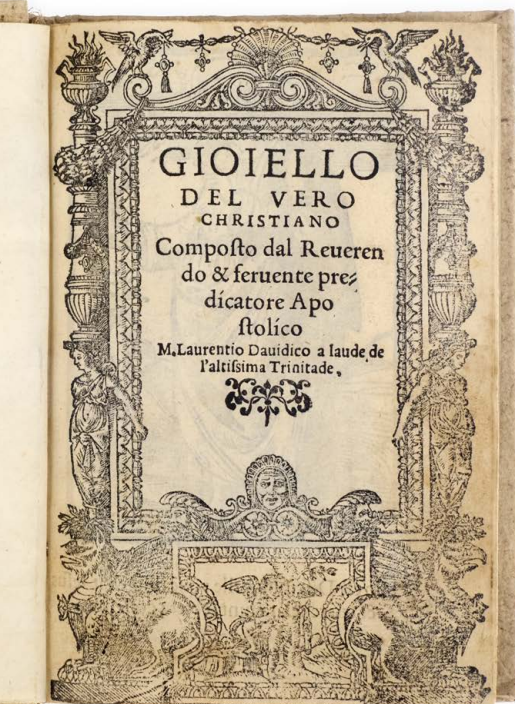 GIOIELLO
DEL VERO
CHRISTIANO
Compoſto dal Reueren
do & feruente pre⸗
dicatore Apo
ſtolico
M. Laurentio Dauidico a laude de
l'altiſsima Trinitade,